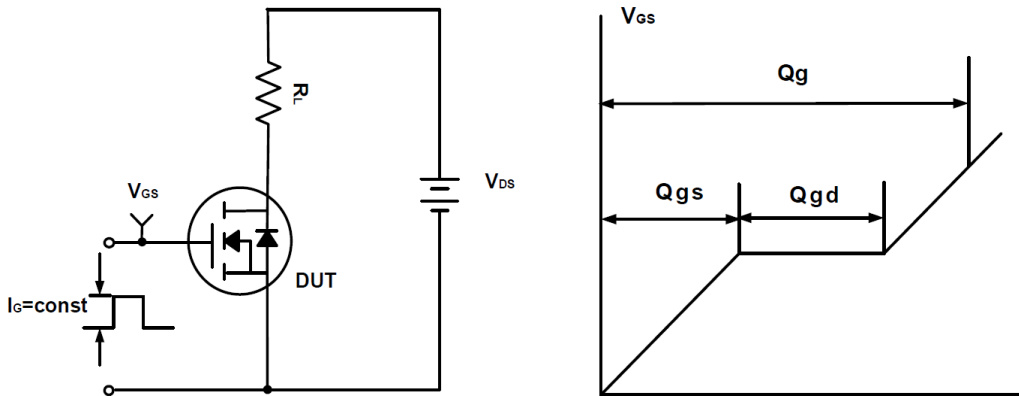 RL
VGS
VDS
DUT
IG=const
VGS
Qg
Qgs
Qgd